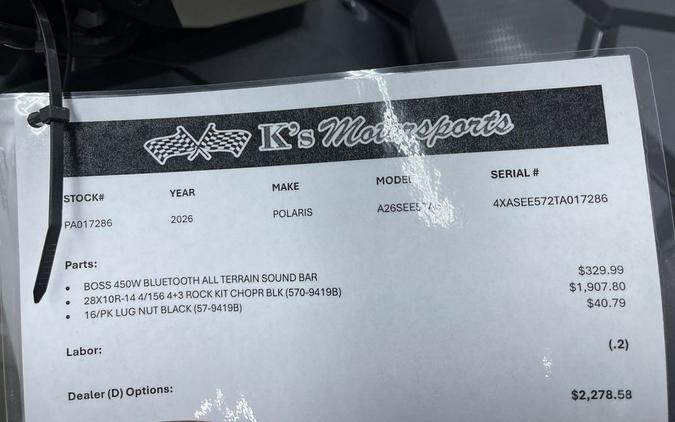 K's Motorsports
STOCK# YEAR MAKE MODEL SERIAL #
PA017286 2026 POLARIS 4XASEE572TA017286
Parts:
• BOSS 450W BLUETOOTH ALL TERRAIN SOUND BAR $329.99
• 28X10R-14 4/156 4+3 ROCK KIT CHOPR BLK (570-9419B) $1,907.80
• 16/PK LUG NUT BLACK (57-9419B) $40.79
Labor: (.2)
Dealer (D) Options: $2,278.58